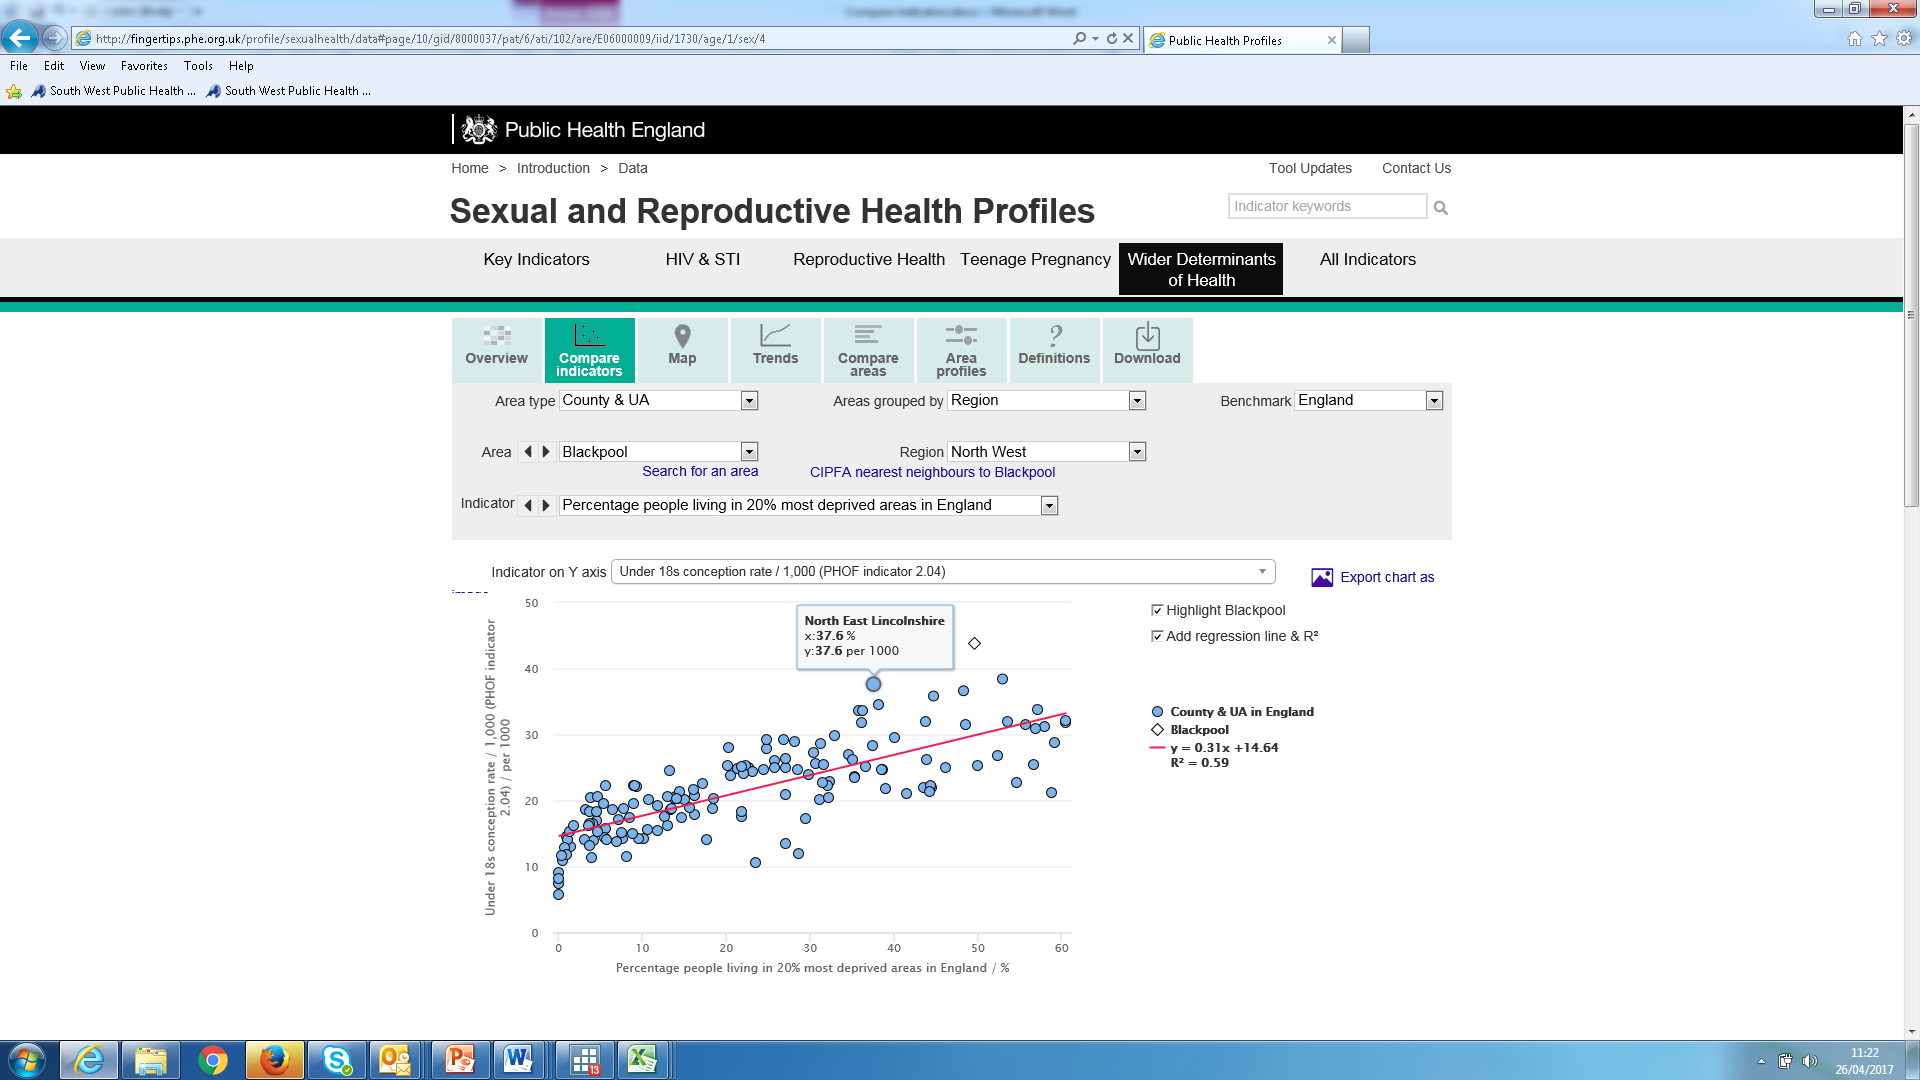 http://fingertips.phe.org.uk/profile/sexualhealth/data#page/10/gid/8000037/pat/6/ati/102/are/E06000009/iid/1730/age/1/sex/4
Public Health Profiles
File Edit View Favorites Tools Help
South West Public Health ... South West Public Health ...
Public Health England
Home > Introduction > Data
Tool Updates Contact Us
Sexual and Reproductive Health Profiles
Indicator keywords
Key Indicators
HIV & STI
Reproductive Health
Teenage Pregnancy
Wider Determinants
of Health
All Indicators
Overview
Compare
indicators
Map
Trends
Compare
areas
Area
profiles
Definitions
Download
Area type County & UA
Areas grouped by Region
Benchmark England
Area Blackpool
Region North West
Search for an area
CIPFA nearest neighbours to Blackpool
Indicator Percentage people living in 20% most deprived areas in England
Indicator on Y axis Under 18s conception rate / 1,000 (PHOF indicator 2.04)
Export chart as
Highlight Blackpool
Add regression line & R²
Under 18s conception rate / 1,000 (PHOF indicator
2.04) / per 1000
50
40
30
20
10
0
North East Lincolnshire
x:37.6 %
y:37.6 per 1000
County & UA in England
Blackpool
y = 0.31x +14.64
R² = 0.59
0 10 20 30 40 50 60
Percentage people living in 20% most deprived areas in England / %
13
11:22
26/04/2017